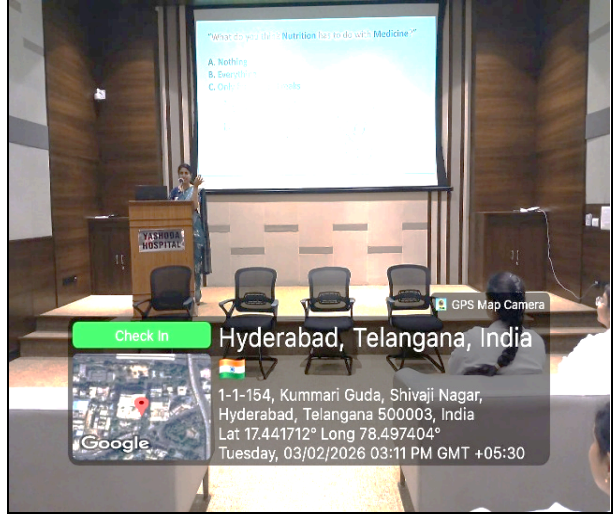 "What do you think Nutrition has to do with Medicine?"
A. Nothing
B. Everything
C. Only
YASHODA
HOSPITAL
GPS Map Camera
Check In
Hyderabad, Telangana, India
1-1-154, Kummari Guda, Shivaji Nagar,
Hyderabad, Telangana 500003, India
Lat 17.441712° Long 78.497404°
Tuesday, 03/02/2026 03:11 PM GMT +05:30
Google